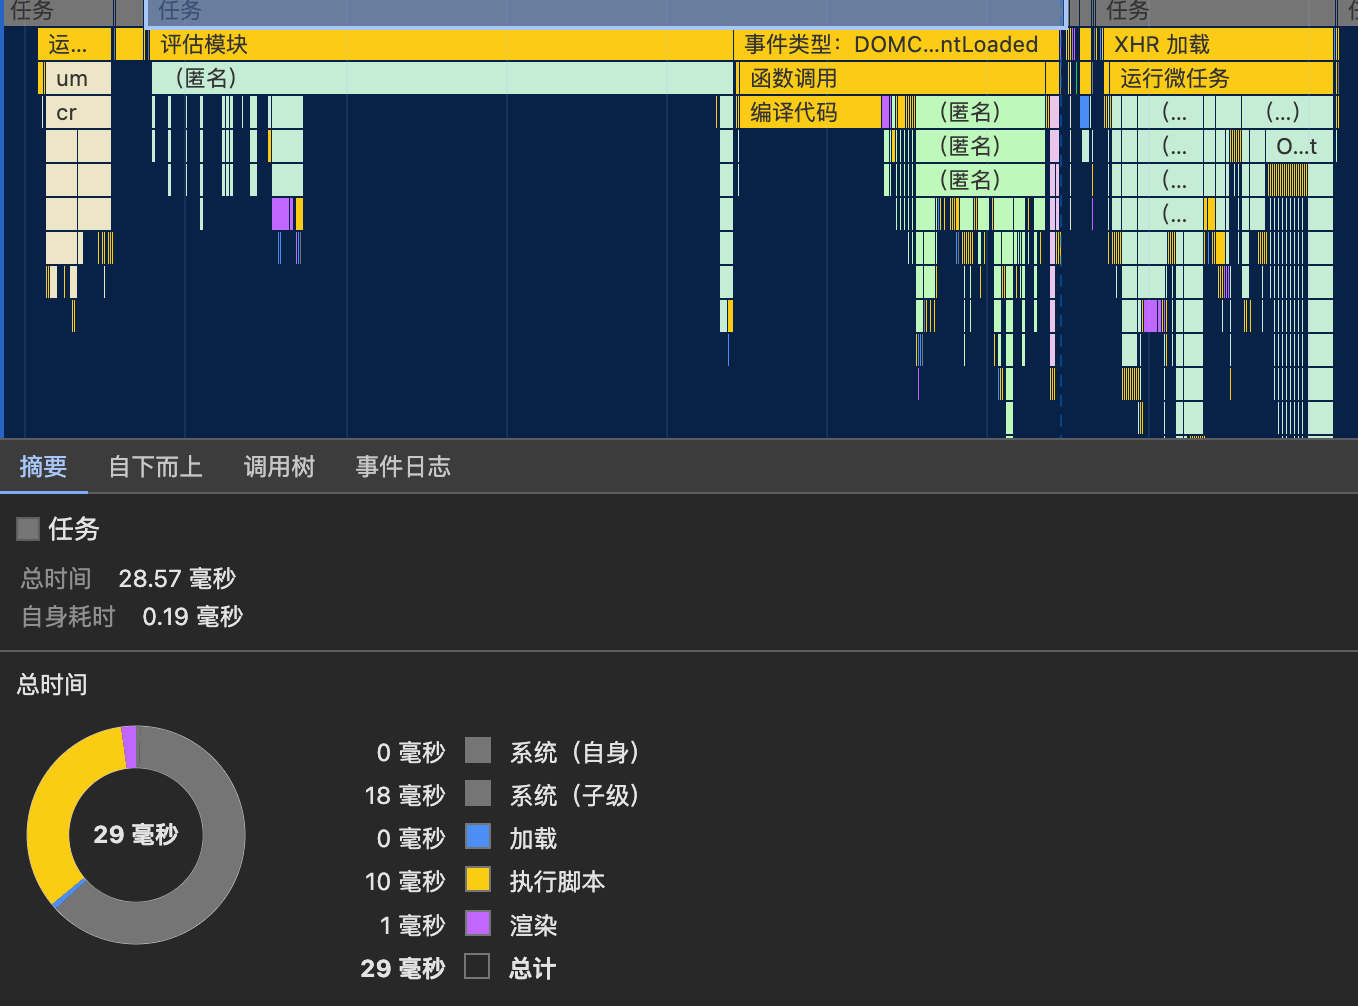 任务 任务 任务
运... 评估模块 事件类型：DOMC...ntLoaded XHR 加载
um （匿名） 函数调用 运行微任务
cr 编译代码 （匿名） (... (...)
（匿名） (... O...t
（匿名） (...
(...
摘要 自下而上 调用树 事件日志
任务
总时间 28.57 毫秒
自身耗时 0.19 毫秒
总时间
29 毫秒
0 毫秒 系统（自身）
18 毫秒 系统（子级）
0 毫秒 加载
10 毫秒 执行脚本
1 毫秒 渲染
29 毫秒 总计